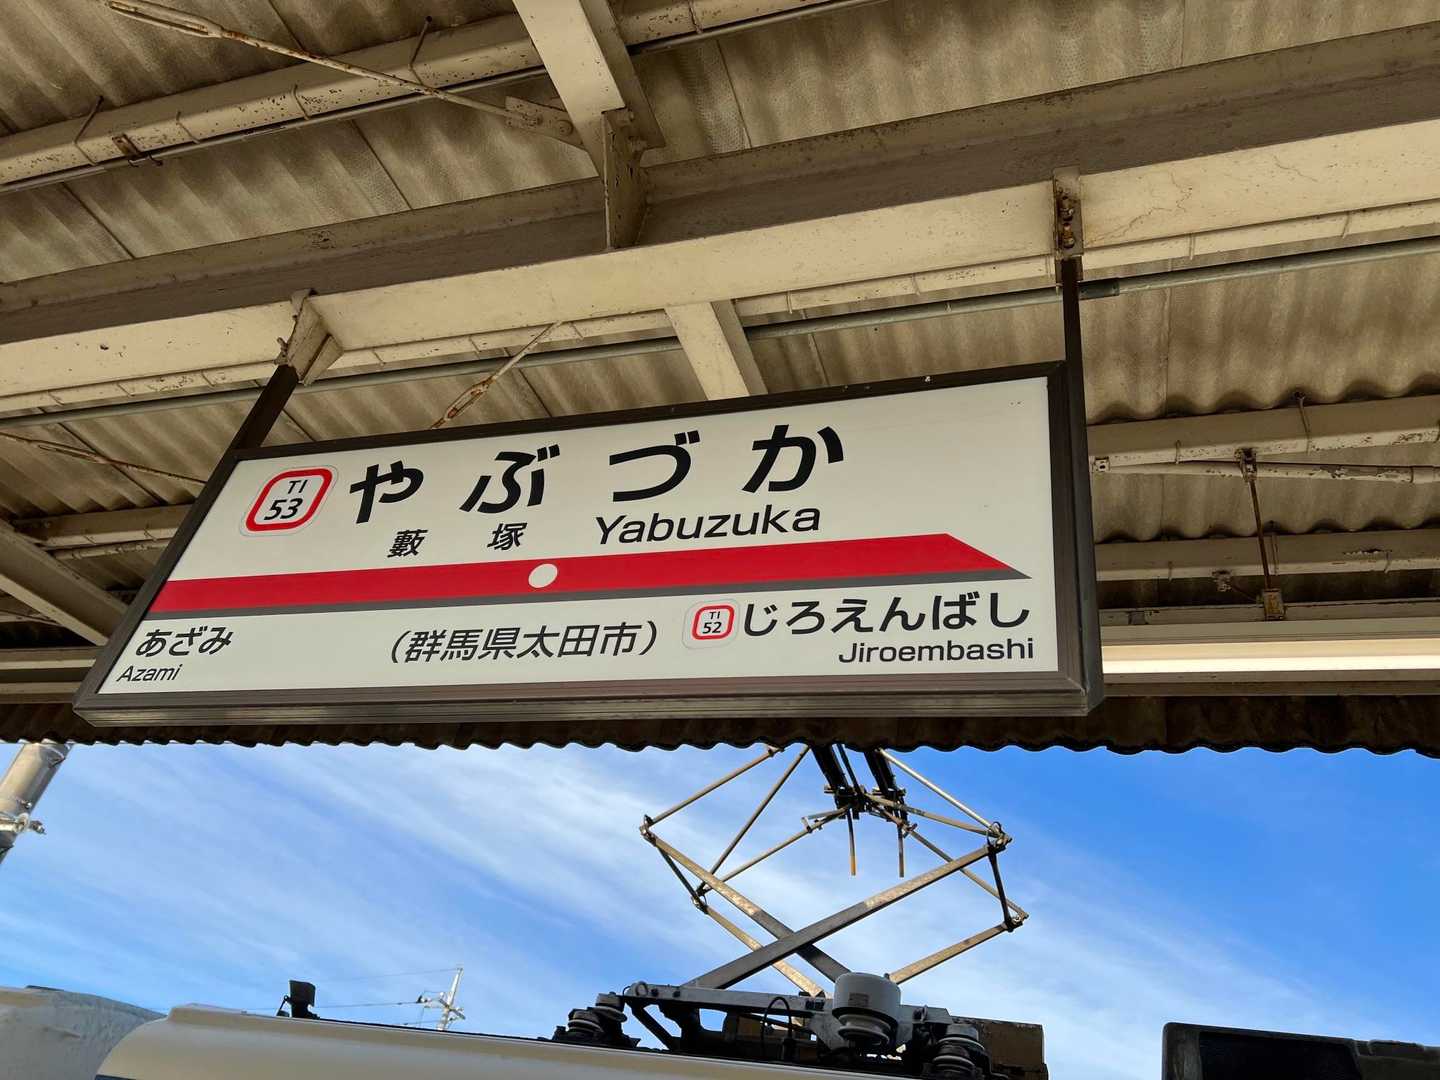 TI
53
やぶづか
藪塚 Yabuzuka
あざみ
Azami
(群馬県太田市)
TI
52
じろえんばし
Jiroembashi